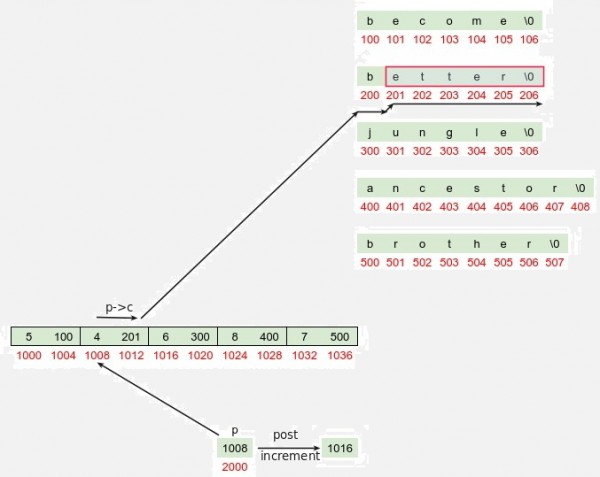 b e c o m e \0
100 101 102 103 104 105 106
b e t t e r \0
200 201 202 203 204 205 206
j u n g l e \0
300 301 302 303 304 305 306
a n c e s t o r \0
400 401 402 403 404 405 406 407 408
b r o t h e r \0
500 501 502 503 504 505 506 507
p->c
5 100 4 201 6 300 8 400 7 500
1000 1004 1008 1012 1016 1020 1024 1028 1032 1036
p
1008 post increment 1016
2000